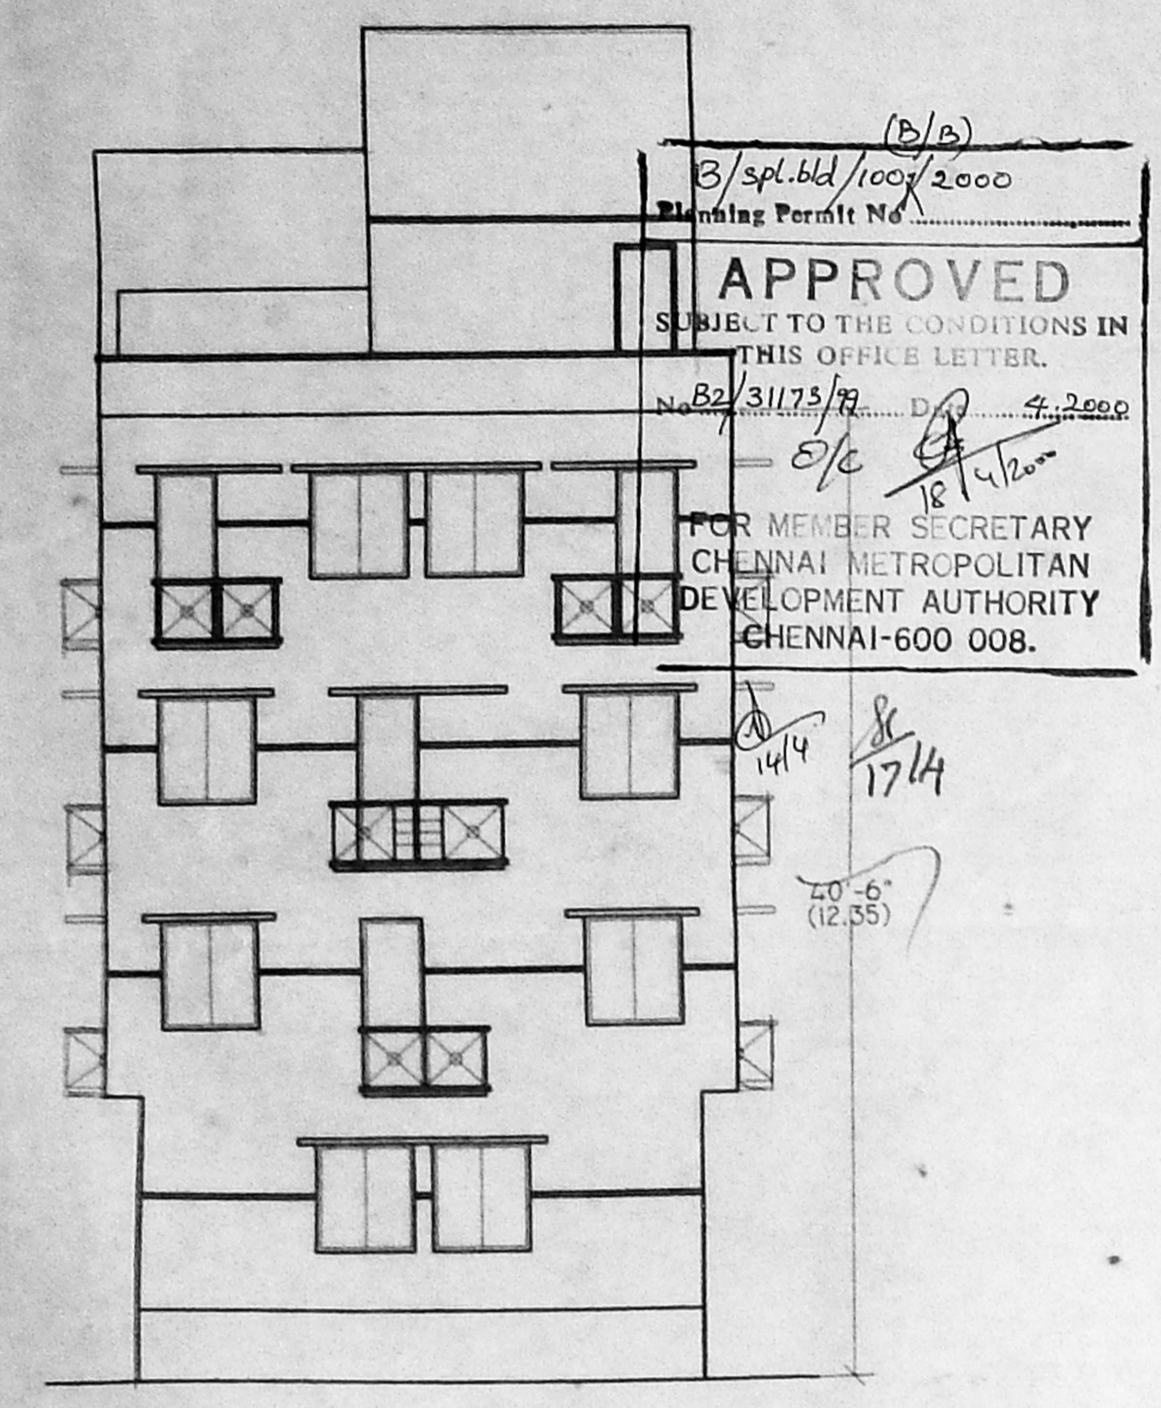 (B/B)
B/spl.bld/100/2000
Planning Permit No
APPROVED
SUBJECT TO THE CONDITIONS IN
THIS OFFICE LETTER.
No B2/31173/99 Date 4.2000
O/c
18/4/2000
FOR MEMBER SECRETARY
CHENNAI METROPOLITAN
DEVELOPMENT AUTHORITY
CHENNAI-600 008.
14/4
17/4
40'-6"
(12.35)